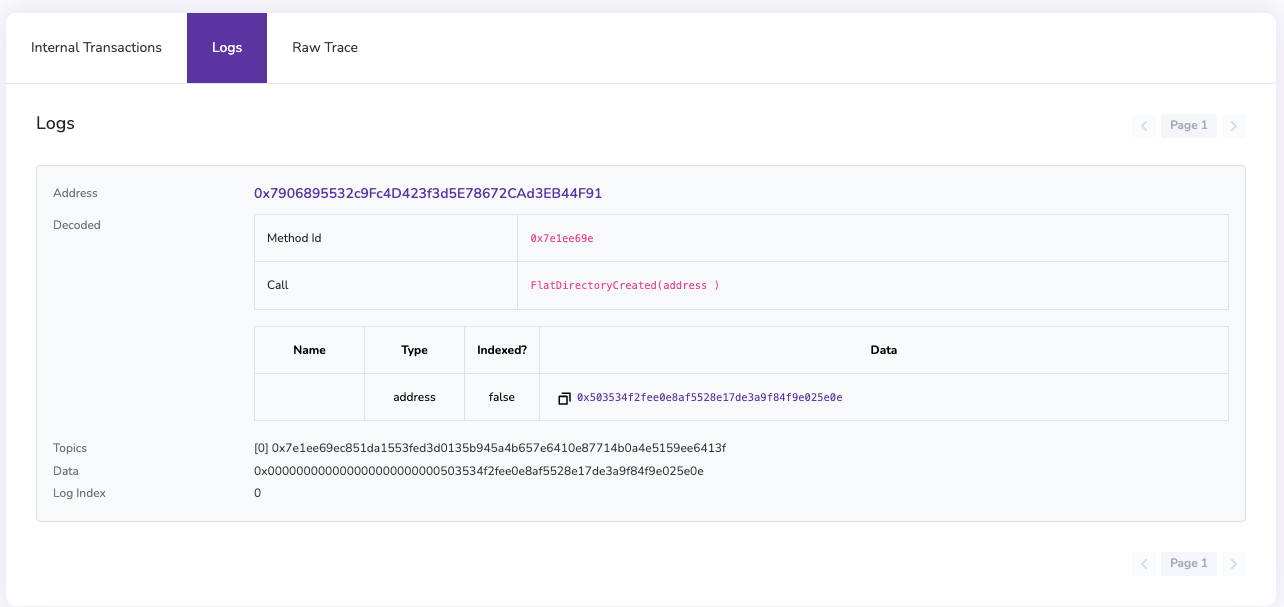 Internal Transactions Logs Raw Trace
Logs
Page 1
Address 0x7906895532c9Fc4D423f3d5E78672CAd3EB44F91
Decoded
Method Id 0x7e1ee69e
Call FlatDirectoryCreated(address )
Name Type Indexed? Data
address false 0x503534f2fee0e8af5528e17de3a9f84f9e025e0e
Topics [0] 0x7e1ee69ec851da1553fed3d0135b945a4b657e6410e87714b0a4e5159ee6413f
Data 0x000000000000000000000000503534f2fee0e8af5528e17de3a9f84f9e025e0e
Log Index 0
Page 1